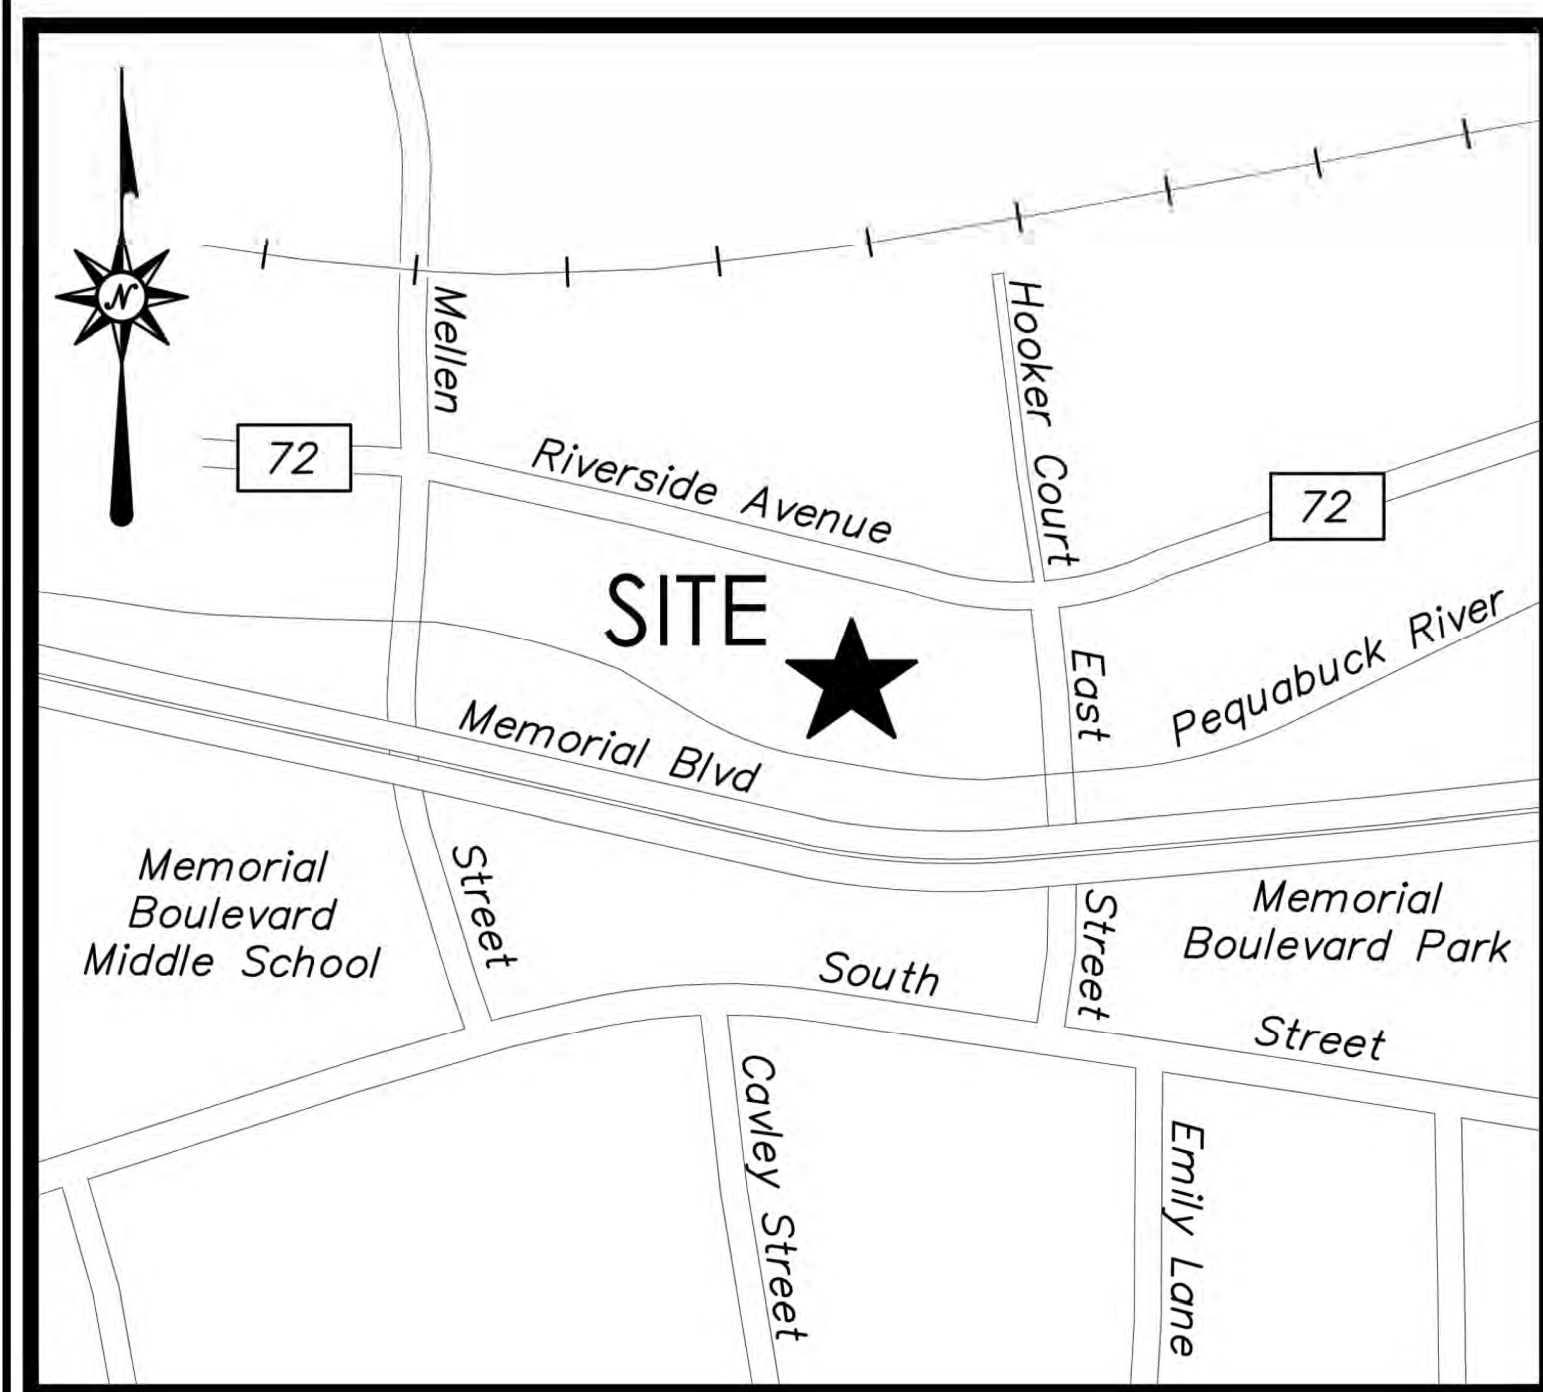 N
Mellen
Hooker Court
72
Riverside Avenue
72
SITE
Pequabuck River
East
Memorial Blvd
Memorial
Boulevard
Middle School
Street
Street
Memorial
Boulevard Park
South
Street
Cavley Street
Emily Lane